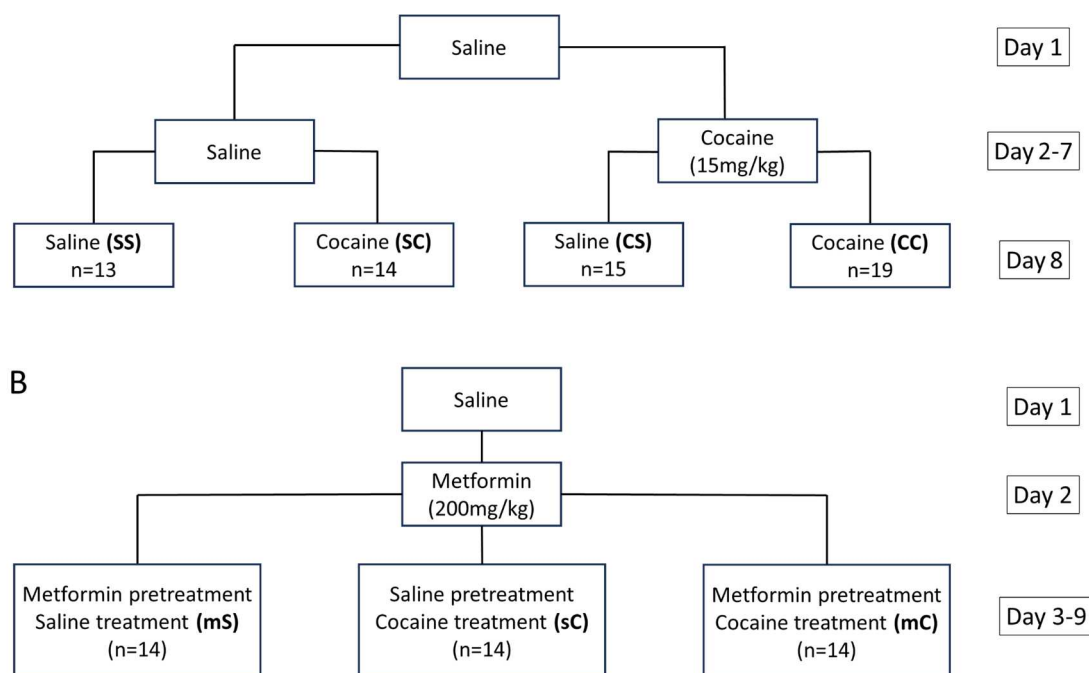 Saline
Day 1
Saline
Cocaine
(15mg/kg)
Day 2-7
Saline (SS)
n=13
Cocaine (SC)
n=14
Saline (CS)
n=15
Cocaine (CC)
n=19
Day 8
B
Saline
Day 1
Metformin
(200mg/kg)
Day 2
Metformin pretreatment
Saline treatment (mS)
(n=14)
Saline pretreatment
Cocaine treatment (sC)
(n=14)
Metformin pretreatment
Cocaine treatment (mC)
(n=14)
Day 3-9